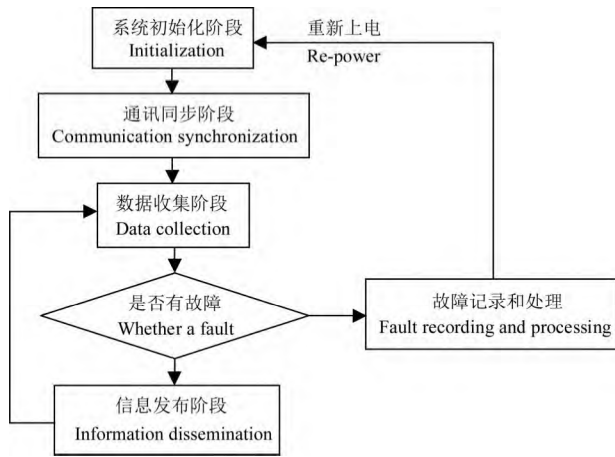 系统初始化阶段
Initialization
重新上电
Re-power
通讯同步阶段
Communication synchronization
数据收集阶段
Data collection
是否有故障
Whether a fault
故障记录和处理
Fault recording and processing
信息发布阶段
Information dissemination